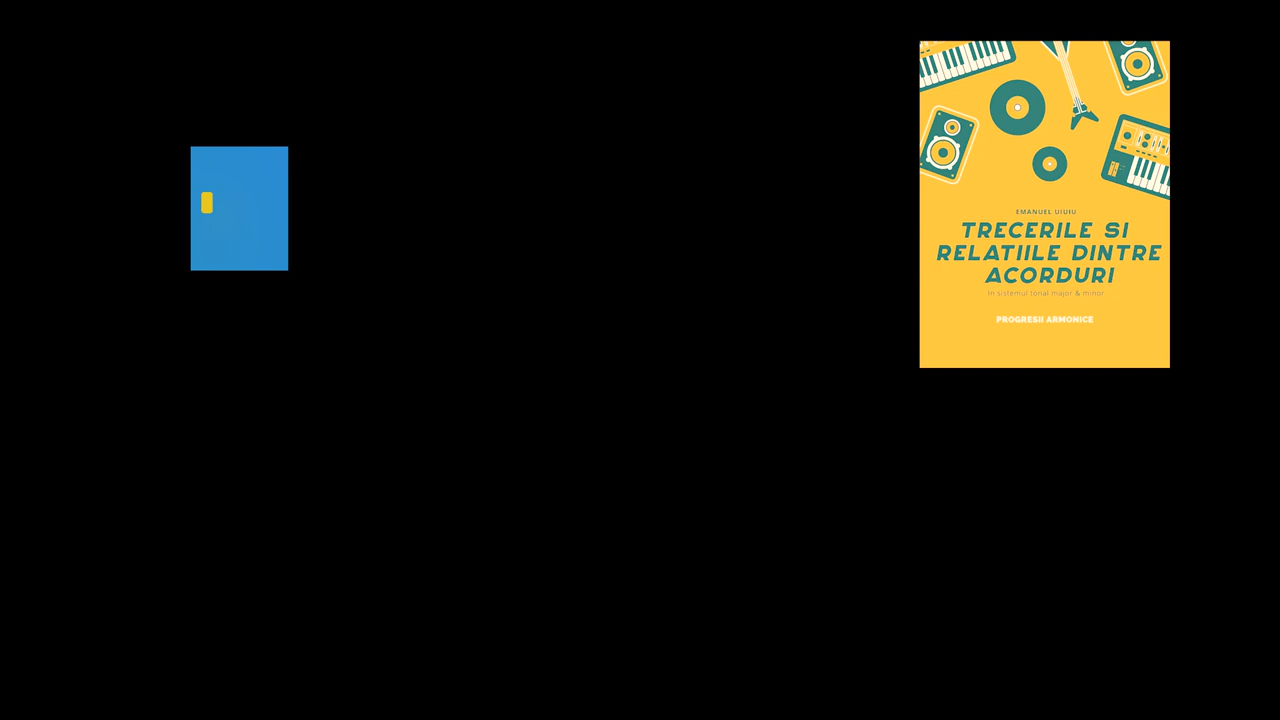 EMANUEL UIUIU
TRECERILE SI
RELATIILE DINTRE
ACORDURI
In sistemul tonal major & minor
PROGRESII ARMONICE